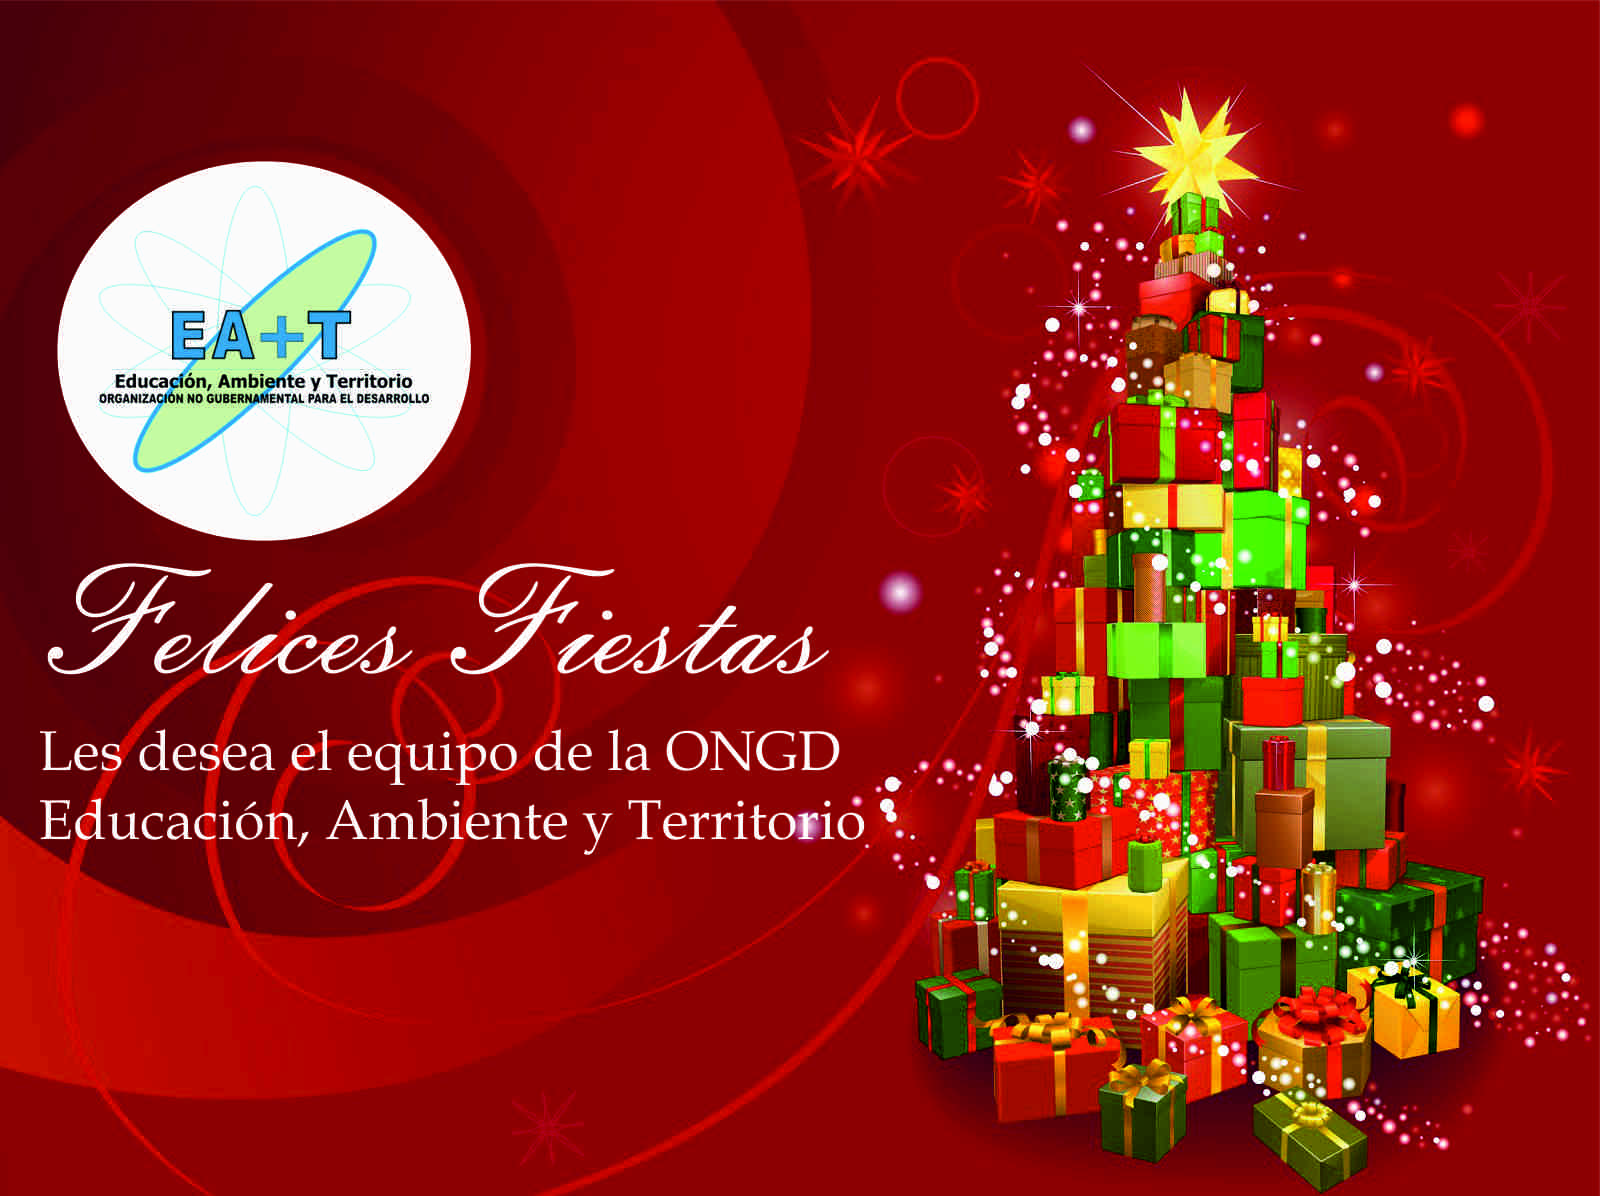 EA+T
Educación, Ambiente y Territorio
ORGANIZACIÓN NO GUBERNAMENTAL PARA EL DESARROLLO
Felices Fiestas
Les desea el equipo de la ONGD
Educación, Ambiente y Territorio